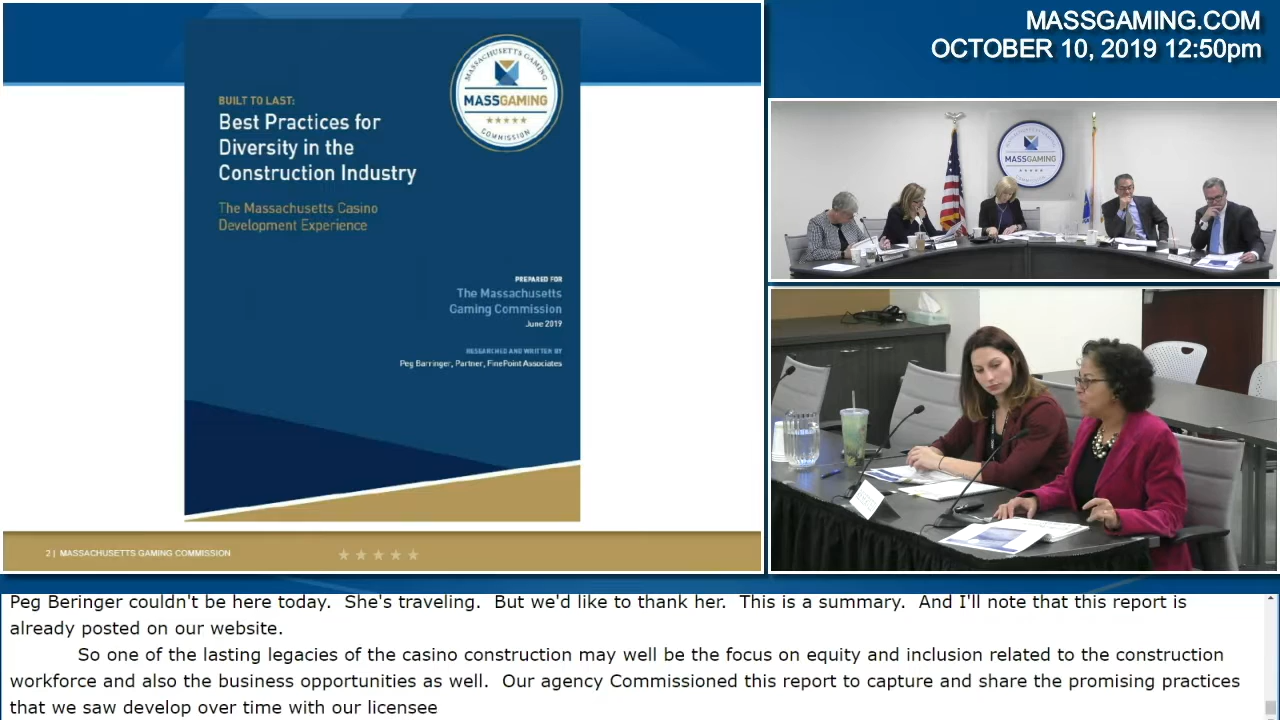 MASSGAMING.COM
OCTOBER 10, 2019 12:50pm
MASSACHUSETTS GAMING
MASSGAMING
★★★★★
COMMISSION
BUILT TO LAST:
Best Practices for
Diversity in the
Construction Industry
The Massachusetts Casino
Development Experience
PREPARED FOR
The Massachusetts
Gaming Commission
June 2019
RESEARCHED AND WRITTEN BY
Peg Barringer, Partner, FinePoint Associates
2 | MASSACHUSETTS GAMING COMMISSION
MASSGAMING
Peg Beringer couldn't be here today. She's traveling. But we'd like to thank her. This is a summary. And I'll note that this report is
already posted on our website.
So one of the lasting legacies of the casino construction may well be the focus on equity and inclusion related to the construction
workforce and also the business opportunities as well. Our agency Commissioned this report to capture and share the promising practices
that we saw develop over time with our licensee